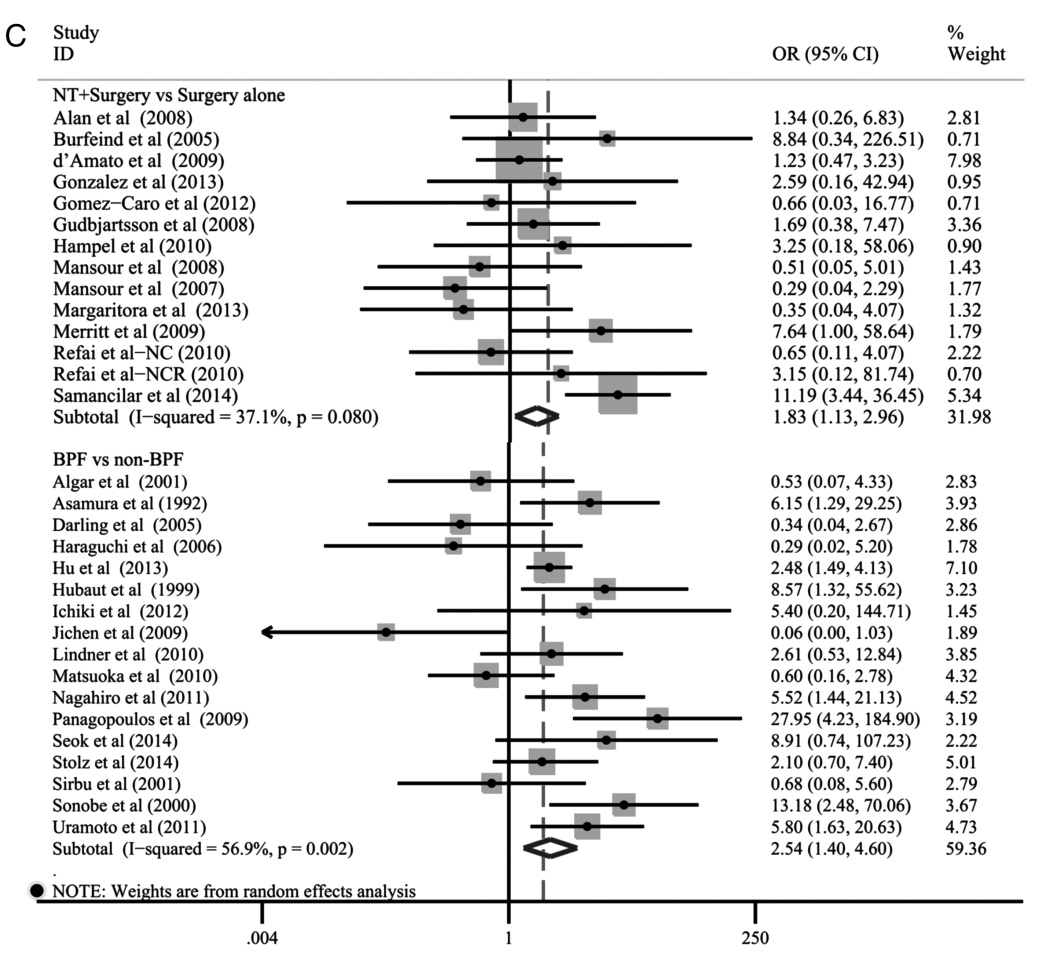 C
Study % 
ID OR (95% CI) Weight
NT+Surgery vs Surgery alone
Alan et al (2008) 1.34 (0.26, 6.83) 2.81
Burfeind et al (2005) 8.84 (0.34, 226.51) 0.71
d’Amato et al (2009) 1.23 (0.47, 3.23) 7.98
Gonzalez et al (2013) 2.59 (0.16, 42.94) 0.95
Gomez−Caro et al (2012) 0.66 (0.03, 16.77) 0.71
Gudbjartsson et al (2008) 1.69 (0.38, 7.47) 3.36
Hampel et al (2010) 3.25 (0.18, 58.06) 0.90
Mansour et al (2008) 0.51 (0.05, 5.01) 1.43
Mansour et al (2007) 0.29 (0.04, 2.29) 1.77
Margaritora et al (2013) 0.35 (0.04, 4.07) 1.32
Merritt et al (2009) 7.64 (1.00, 58.64) 1.79
Refai et al−NC (2010) 0.65 (0.11, 4.07) 2.22
Refai et al−NCR (2010) 3.15 (0.12, 81.74) 0.70
Samancilar et al (2014) 11.19 (3.44, 36.45) 5.34
Subtotal (I−squared = 37.1%, p = 0.080) 1.83 (1.13, 2.96) 31.98
BPF vs non-BPF
Algar et al (2001) 0.53 (0.07, 4.33) 2.83
Asamura et al (1992) 6.15 (1.29, 29.25) 3.93
Darling et al (2005) 0.34 (0.04, 2.67) 2.86
Haraguchi et al (2006) 0.29 (0.02, 5.20) 1.78
Hu et al (2013) 2.48 (1.49, 4.13) 7.10
Hubaut et al (1999) 8.57 (1.32, 55.62) 3.23
Ichiki et al (2012) 5.40 (0.20, 144.71) 1.45
Jichen et al (2009) 0.06 (0.00, 1.03) 1.89
Lindner et al (2010) 2.61 (0.53, 12.84) 3.85
Matsuoka et al (2010) 0.60 (0.16, 2.78) 4.32
Nagahiro et al (2011) 5.52 (1.44, 21.13) 4.52
Panagopoulos et al (2009) 27.95 (4.23, 184.90) 3.19
Seok et al (2014) 8.91 (0.74, 107.23) 2.22
Stolz et al (2014) 2.10 (0.70, 7.40) 5.01
Sirbu et al (2001) 0.68 (0.08, 5.60) 2.79
Sonobe et al (2000) 13.18 (2.48, 70.06) 3.67
Uramoto et al (2011) 5.80 (1.63, 20.63) 4.73
Subtotal (I−squared = 56.9%, p = 0.002) 2.54 (1.40, 4.60) 59.36
.
NOTE: Weights are from random effects analysis
.004 1 250